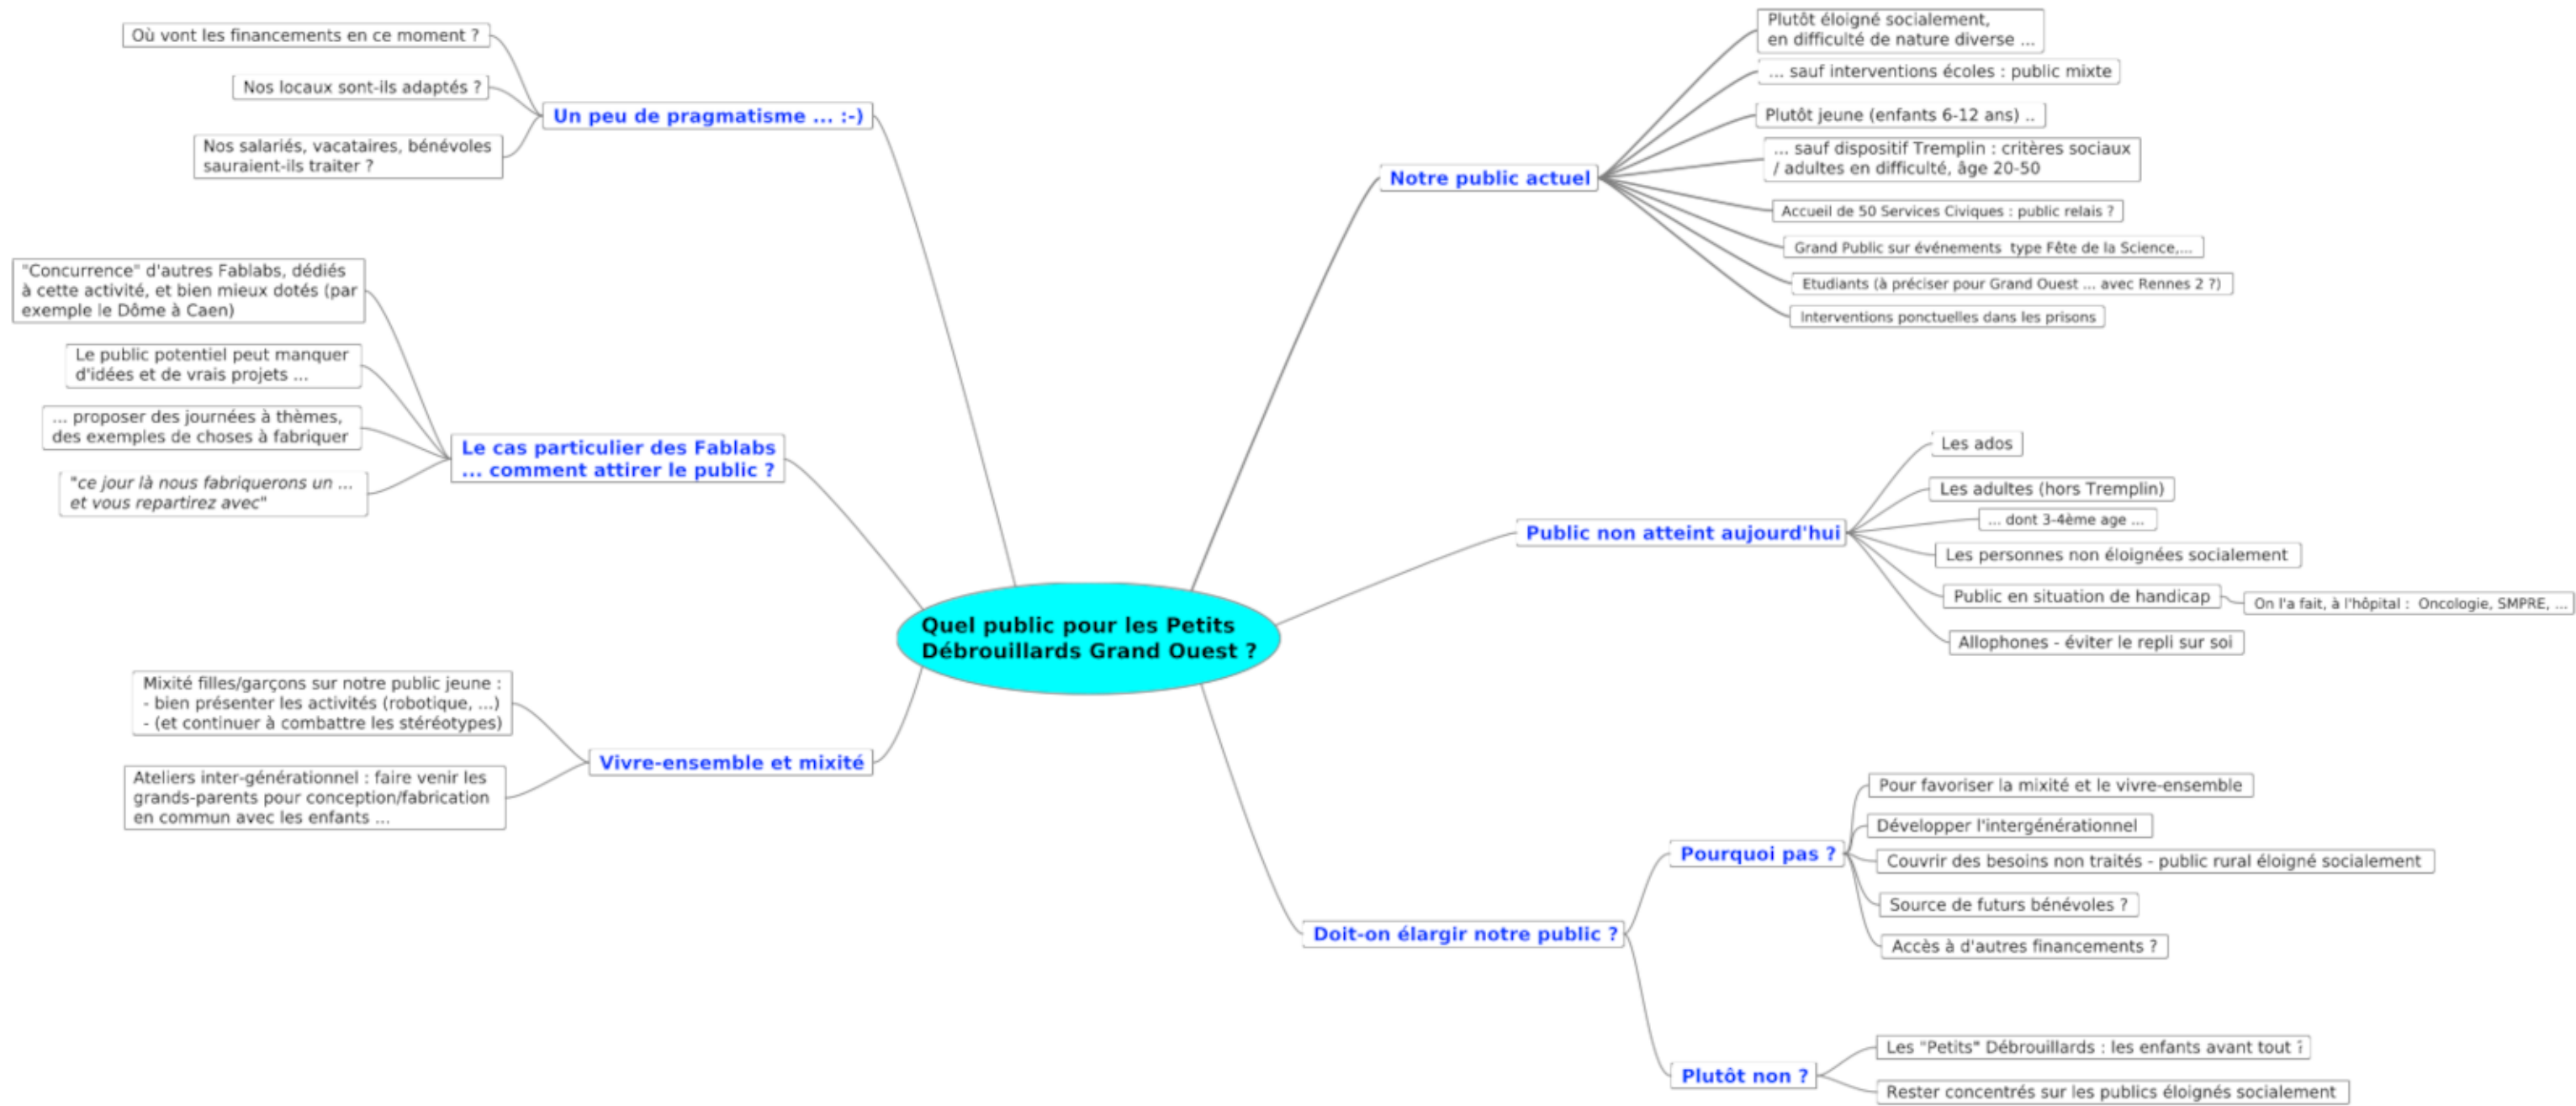 Quel public pour les Petits
Débrouillards Grand Ouest ?
Notre public actuel
Plutôt éloigné socialement,
en difficulté de nature diverse ...
... sauf interventions écoles : public mixte
Plutôt jeune (enfants 6-12 ans) ..
... sauf dispositif Tremplin : critères sociaux
/ adultes en difficulté, âge 20-50
Accueil de 50 Services Civiques : public relais ?
Grand Public sur événements type Fête de la Science,...
Etudiants (à préciser pour Grand Ouest ... avec Rennes 2 ?)
Interventions ponctuelles dans les prisons
Public non atteint aujourd'hui
Les ados
Les adultes (hors Tremplin)
... dont 3-4ème age ...
Les personnes non éloignées socialement
Public en situation de handicap
On l'a fait, à l'hôpital : Oncologie, SMPRE, ...
Allophones - éviter le repli sur soi
Doit-on élargir notre public ?
Pourquoi pas ?
Pour favoriser la mixité et le vivre-ensemble
Développer l'intergénérationnel
Couvrir des besoins non traités - public rural éloigné socialement
Source de futurs bénévoles ?
Accès à d'autres financements ?
Plutôt non ?
Les "Petits" Débrouillards : les enfants avant tout ?
Rester concentrés sur les publics éloignés socialement
Un peu de pragmatisme ... :-)
Où vont les financements en ce moment ?
Nos locaux sont-ils adaptés ?
Nos salariés, vacataires, bénévoles
sauraient-ils traiter ?
Le cas particulier des Fablabs
... comment attirer le public ?
"Concurrence" d'autres Fablabs, dédiés
à cette activité, et bien mieux dotés (par
exemple le Dôme à Caen)
Le public potentiel peut manquer
d'idées et de vrais projets ...
... proposer des journées à thèmes,
des exemples de choses à fabriquer
"ce jour là nous fabriquerons un ...
et vous repartirez avec"
Vivre-ensemble et mixité
Mixité filles/garçons sur notre public jeune :
- bien présenter les activités (robotique, ...)
- (et continuer à combattre les stéréotypes)
Ateliers inter-générationnel : faire venir les
grands-parents pour conception/fabrication
en commun avec les enfants ...